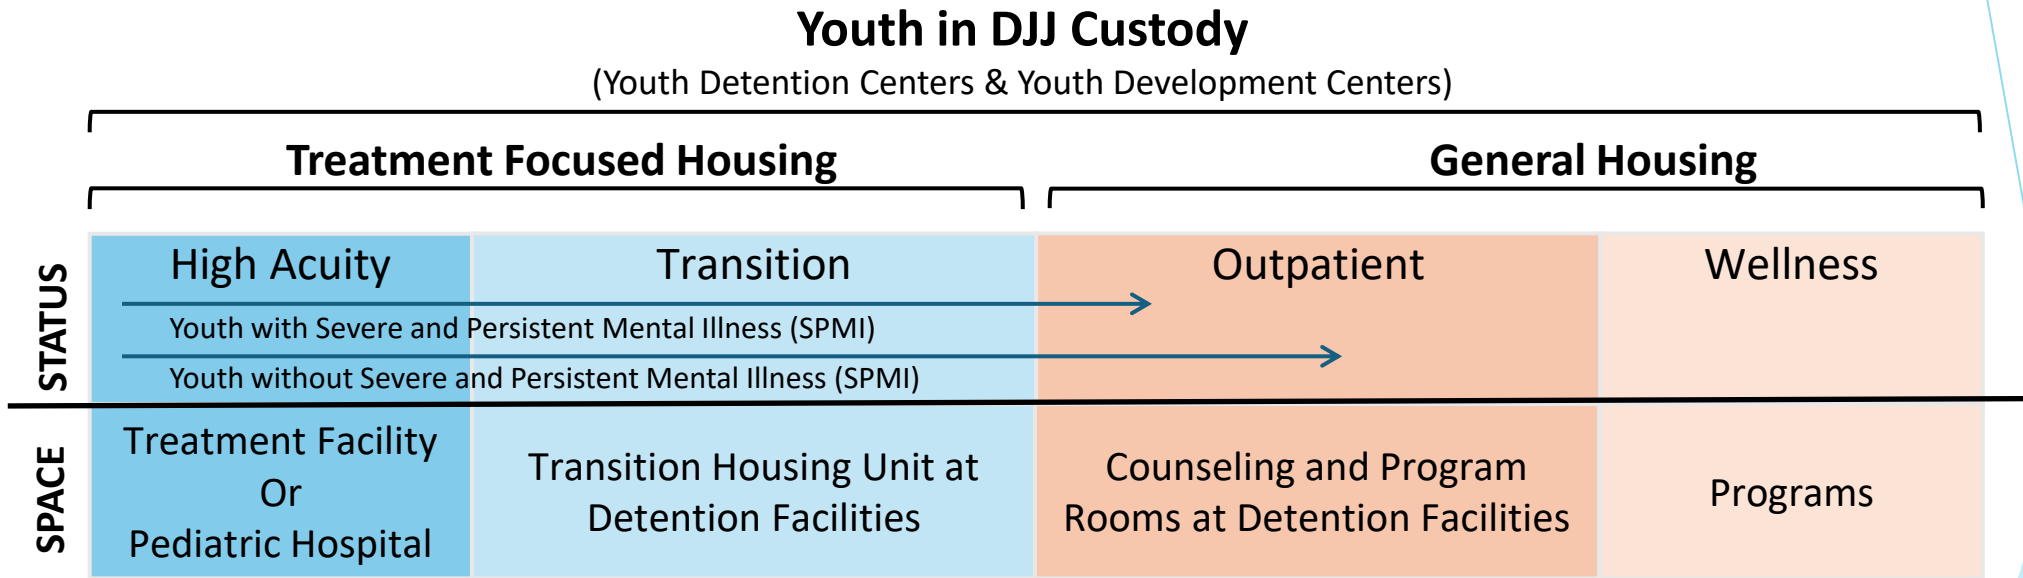 Youth in DJJ Custody
(Youth Detention Centers & Youth Development Centers)
Treatment Focused Housing
General Housing
STATUS
High Acuity
Transition
Outpatient
Wellness
Youth with Severe and Persistent Mental Illness (SPMI)
Youth without Severe and Persistent Mental Illness (SPMI)
SPACE
Treatment Facility
Or
Pediatric Hospital
Transition Housing Unit at
Detention Facilities
Counseling and Program
Rooms at Detention Facilities
Programs